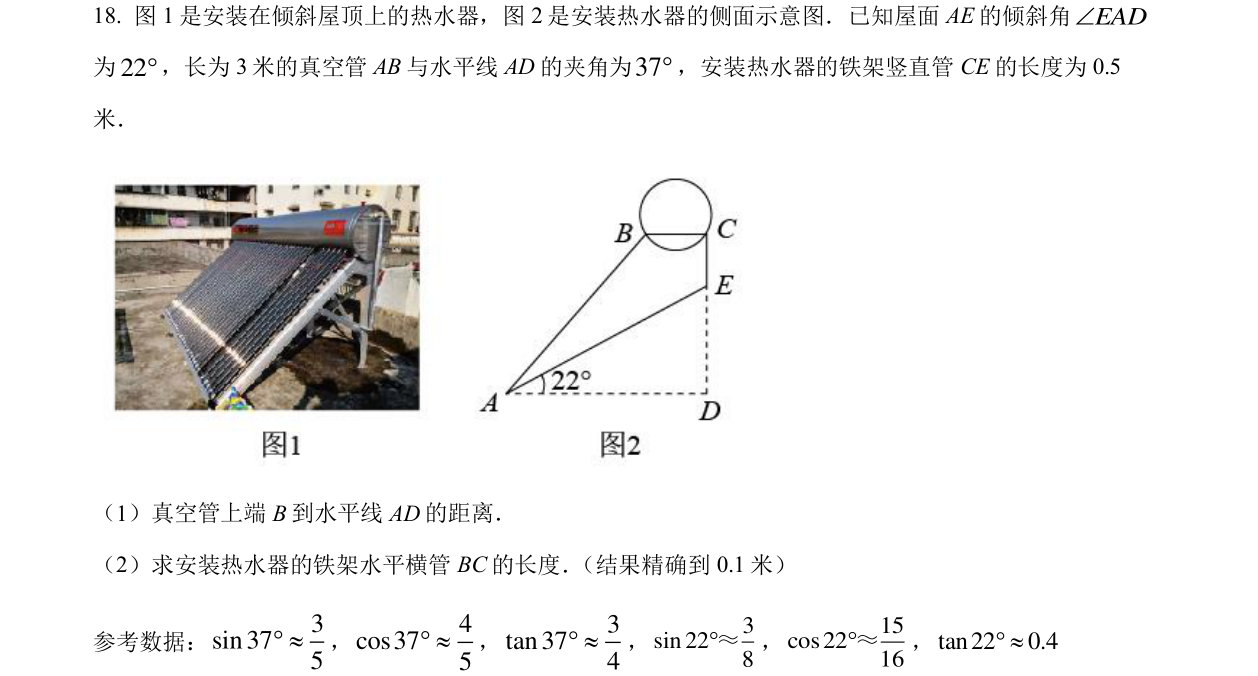 18. 图 1 是安装在倾斜屋顶上的热水器，图 2 是安装热水器的侧面示意图．已知屋面 AE 的倾斜角 ∠EAD
为 22°，长为 3 米的真空管 AB 与水平线 AD 的夹角为 37°，安装热水器的铁架竖直管 CE 的长度为 0.5
米．
B
C
E
22°
A
D
图1
图2
（1）真空管上端 B 到水平线 AD 的距离．
（2）求安装热水器的铁架水平横管 BC 的长度．（结果精确到 0.1 米）
参考数据：sin 37° ≈ 3/5，cos 37° ≈ 4/5，tan 37° ≈ 3/4，sin 22°≈ 3/8，cos 22°≈ 15/16，tan 22° ≈ 0.4